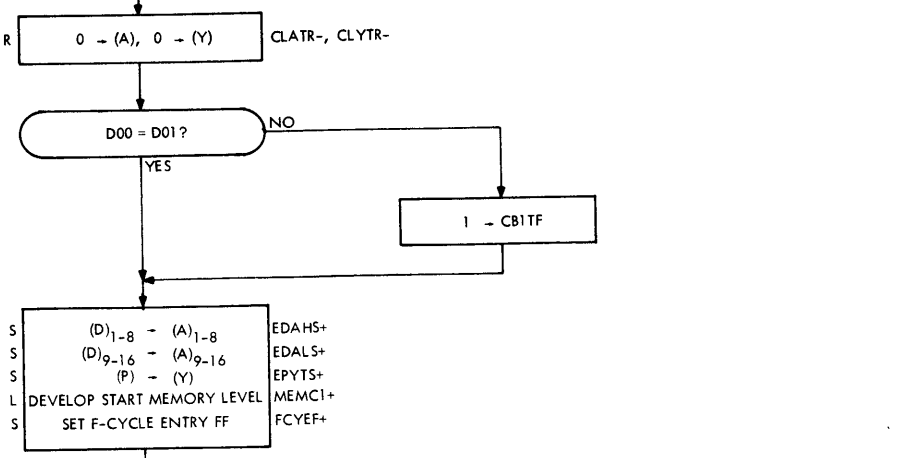 R 0 → (A), 0 → (Y) CLATR-, CLYTR-
D00 = D01?
NO
YES
1 → CB1TF
S (D)1-8 → (A)1-8 EDAHS+
S (D)9-16 → (A)9-16 EDALS+
S (P) → (Y) EPYTS+
L DEVELOP START MEMORY LEVEL MEMC1+
S SET F-CYCLE ENTRY FF FCYEF+